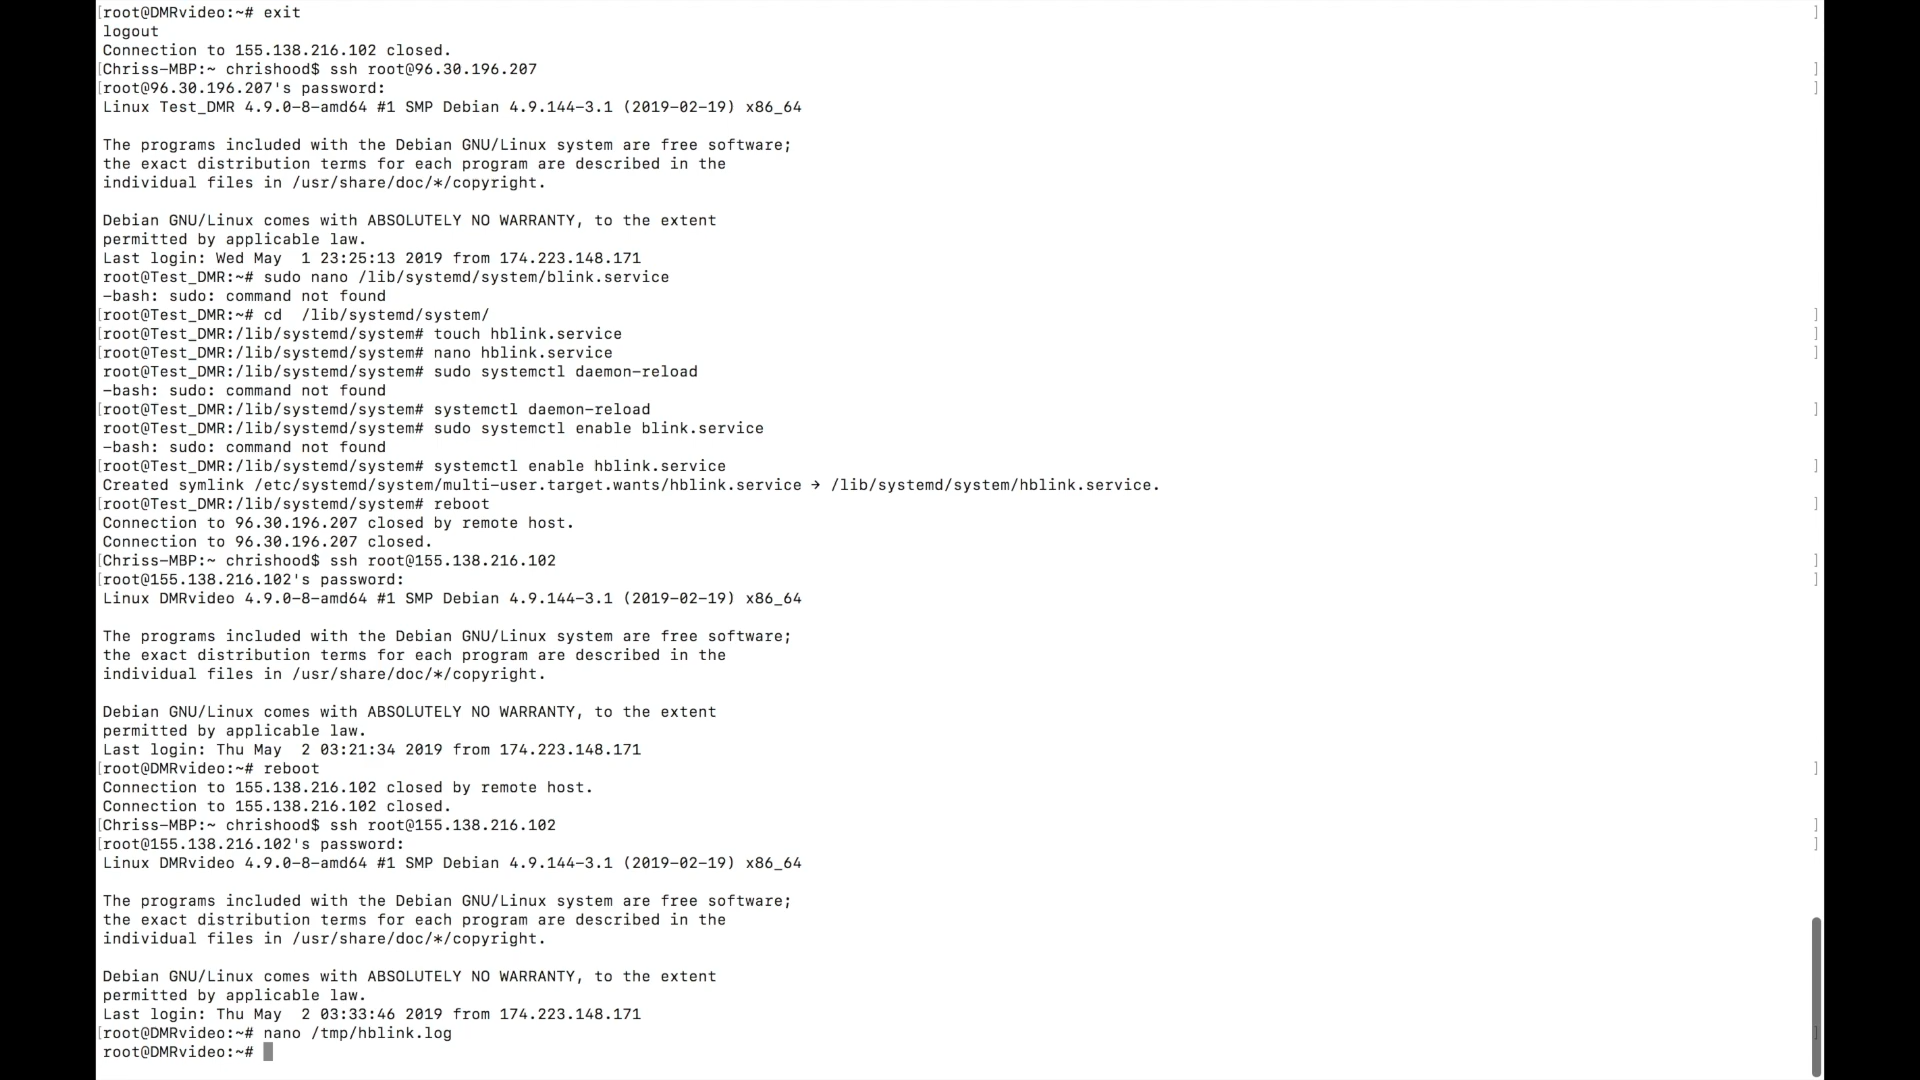 [root@DMRvideo:~# exit ]
logout
Connection to 155.138.216.102 closed.
[Chriss-MBP:~ chrishood$ ssh root@96.30.196.207 ]
[root@96.30.196.207's password: ]
Linux Test_DMR 4.9.0-8-amd64 #1 SMP Debian 4.9.144-3.1 (2019-02-19) x86_64
The programs included with the Debian GNU/Linux system are free software;
the exact distribution terms for each program are described in the
individual files in /usr/share/doc/*/copyright.
Debian GNU/Linux comes with ABSOLUTELY NO WARRANTY, to the extent
permitted by applicable law.
Last login: Wed May  1 23:25:13 2019 from 174.223.148.171
root@Test_DMR:~# sudo nano /lib/systemd/system/blink.service
-bash: sudo: command not found
[root@Test_DMR:~# cd  /lib/systemd/system/ ]
[root@Test_DMR:/lib/systemd/system# touch hblink.service ]
[root@Test_DMR:/lib/systemd/system# nano hblink.service ]
root@Test_DMR:/lib/systemd/system# sudo systemctl daemon-reload
-bash: sudo: command not found
[root@Test_DMR:/lib/systemd/system# systemctl daemon-reload ]
root@Test_DMR:/lib/systemd/system# sudo systemctl enable blink.service
-bash: sudo: command not found
[root@Test_DMR:/lib/systemd/system# systemctl enable hblink.service ]
Created symlink /etc/systemd/system/multi-user.target.wants/hblink.service → /lib/systemd/system/hblink.service.
[root@Test_DMR:/lib/systemd/system# reboot ]
Connection to 96.30.196.207 closed by remote host.
Connection to 96.30.196.207 closed.
[Chriss-MBP:~ chrishood$ ssh root@155.138.216.102 ]
[root@155.138.216.102's password: ]
Linux DMRvideo 4.9.0-8-amd64 #1 SMP Debian 4.9.144-3.1 (2019-02-19) x86_64
The programs included with the Debian GNU/Linux system are free software;
the exact distribution terms for each program are described in the
individual files in /usr/share/doc/*/copyright.
Debian GNU/Linux comes with ABSOLUTELY NO WARRANTY, to the extent
permitted by applicable law.
Last login: Thu May  2 03:21:34 2019 from 174.223.148.171
[root@DMRvideo:~# reboot ]
Connection to 155.138.216.102 closed by remote host.
Connection to 155.138.216.102 closed.
[Chriss-MBP:~ chrishood$ ssh root@155.138.216.102 ]
[root@155.138.216.102's password: ]
Linux DMRvideo 4.9.0-8-amd64 #1 SMP Debian 4.9.144-3.1 (2019-02-19) x86_64
The programs included with the Debian GNU/Linux system are free software;
the exact distribution terms for each program are described in the
individual files in /usr/share/doc/*/copyright.
Debian GNU/Linux comes with ABSOLUTELY NO WARRANTY, to the extent
permitted by applicable law.
Last login: Thu May  2 03:33:46 2019 from 174.223.148.171
[root@DMRvideo:~# nano /tmp/hblink.log ]
root@DMRvideo:~#